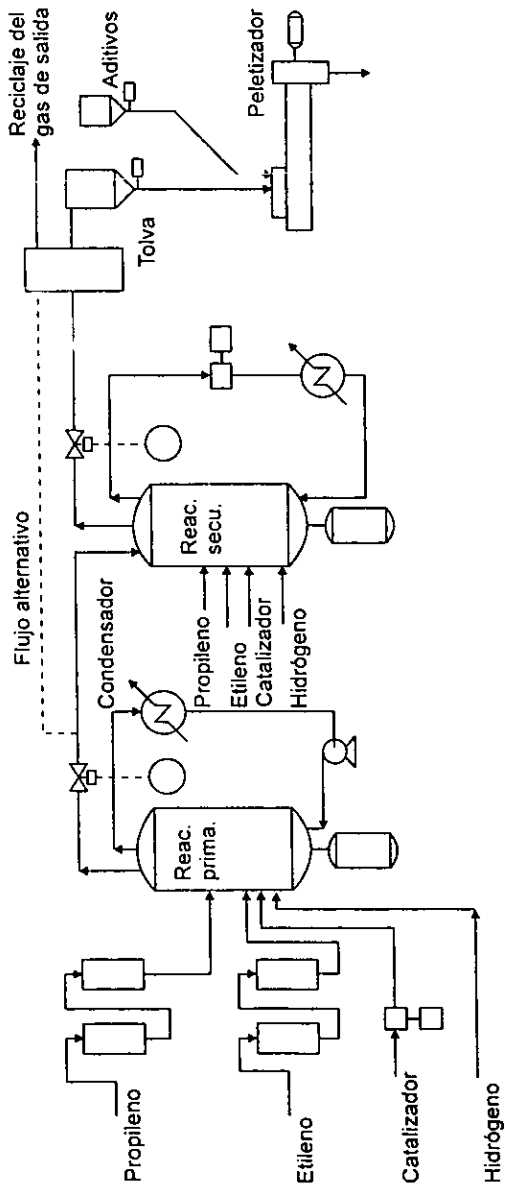 Propileno
Etileno
Catalizador
Hidrógeno
Reac.
prima.
Condensador
Flujo alternativo
Propileno
Etileno
Catalizador
Hidrógeno
Reac.
secu.
Reciclaje del
gas de salida
Tolva
Aditivos
Peletizador